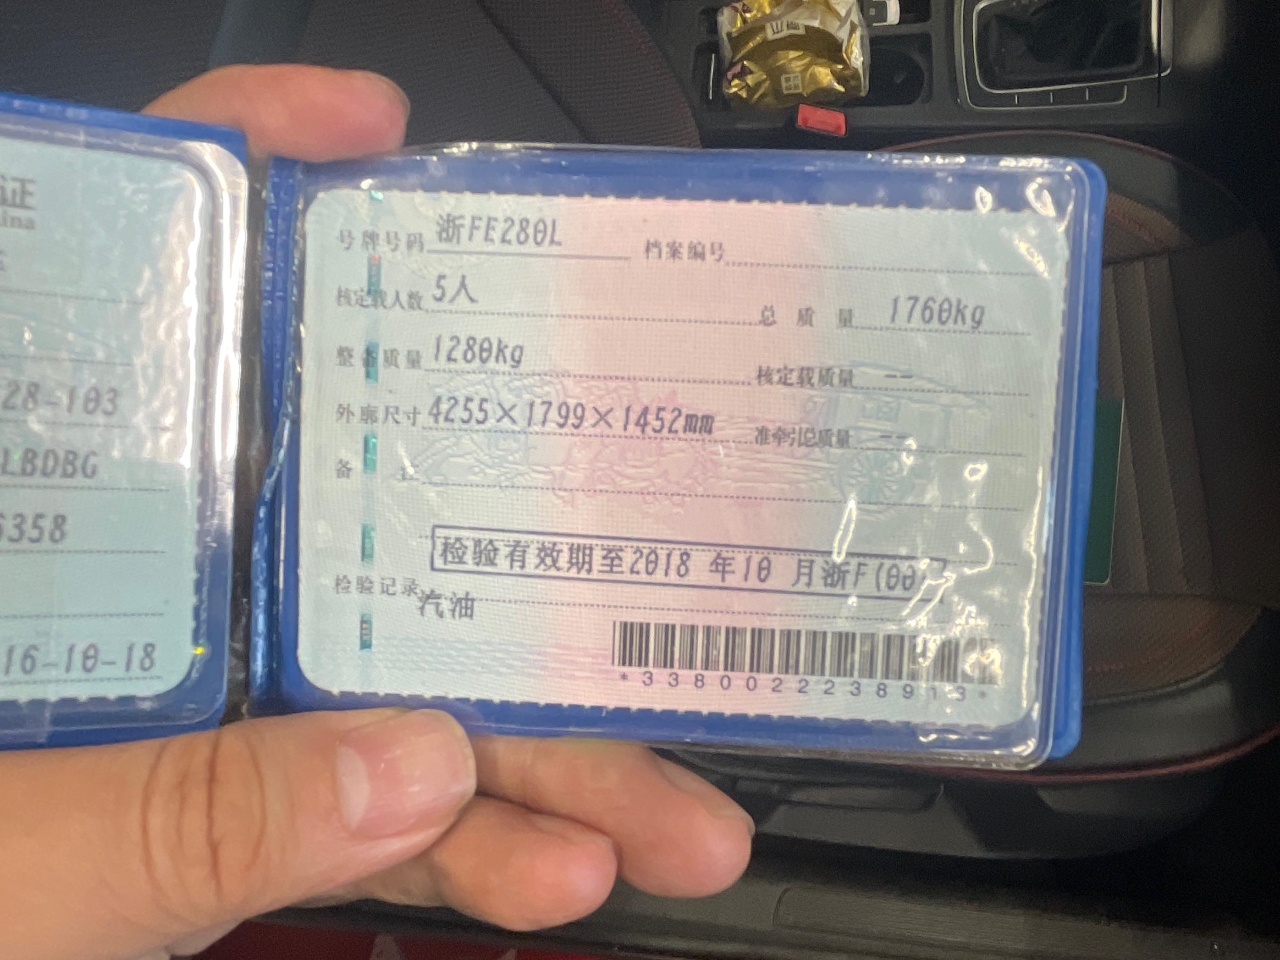 证
ina
28-103
LBDBG
6358
16-10-18
号牌号码 浙FE280L 档案编号
核定载人数 5人 总质量 1760kg
整备质量 1280kg 核定载质量 --
外廓尺寸 4255×1799×1452mm 准牵引总质量 --
备
检验有效期至2018 年10 月浙F(00
检验记录
汽油
*3380022238913*